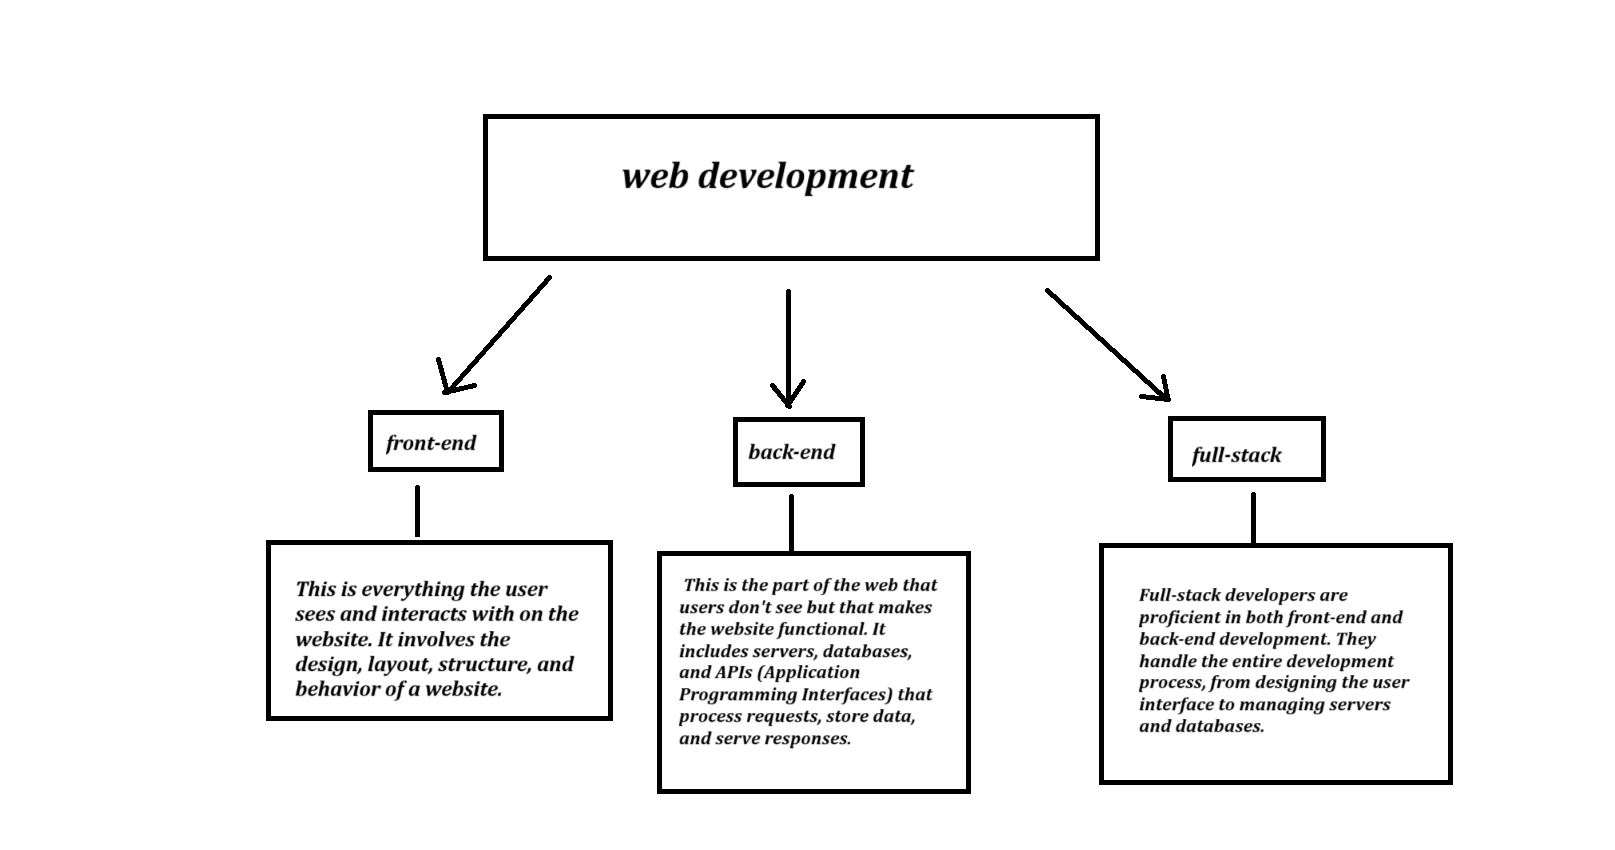 web development
front-end
back-end
full-stack
This is everything the user
sees and interacts with on the
website. It involves the
design, layout, structure, and
behavior of a website.
This is the part of the web that
users don't see but that makes
the website functional. It
includes servers, databases,
and APIs (Application
Programming Interfaces) that
process requests, store data,
and serve responses.
Full-stack developers are
proficient in both front-end and
back-end development. They
handle the entire development
process, from designing the user
interface to managing servers
and databases.